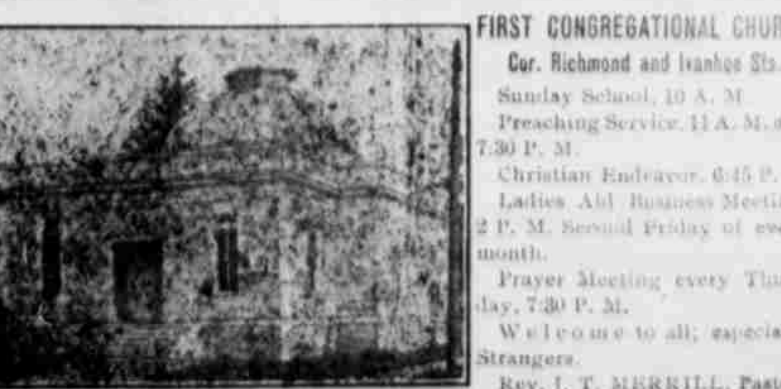 FIRST CONGREGATIONAL CHUR
Cor. Richmond and Ivanhoe Sts.
Sunday School, 10 A. M.
Preaching Service, 11 A. M. a
7.30 P. M.
Christian Endeavor, 6:45 P.
Ladies Aid Business Meeti
2 P. M. Second Friday of eve
month.
Prayer Meeting every Thu
day, 7:30 P. M.
Welcome to all; especia
Strangers.
Rev. J. T. MERRILL, Past